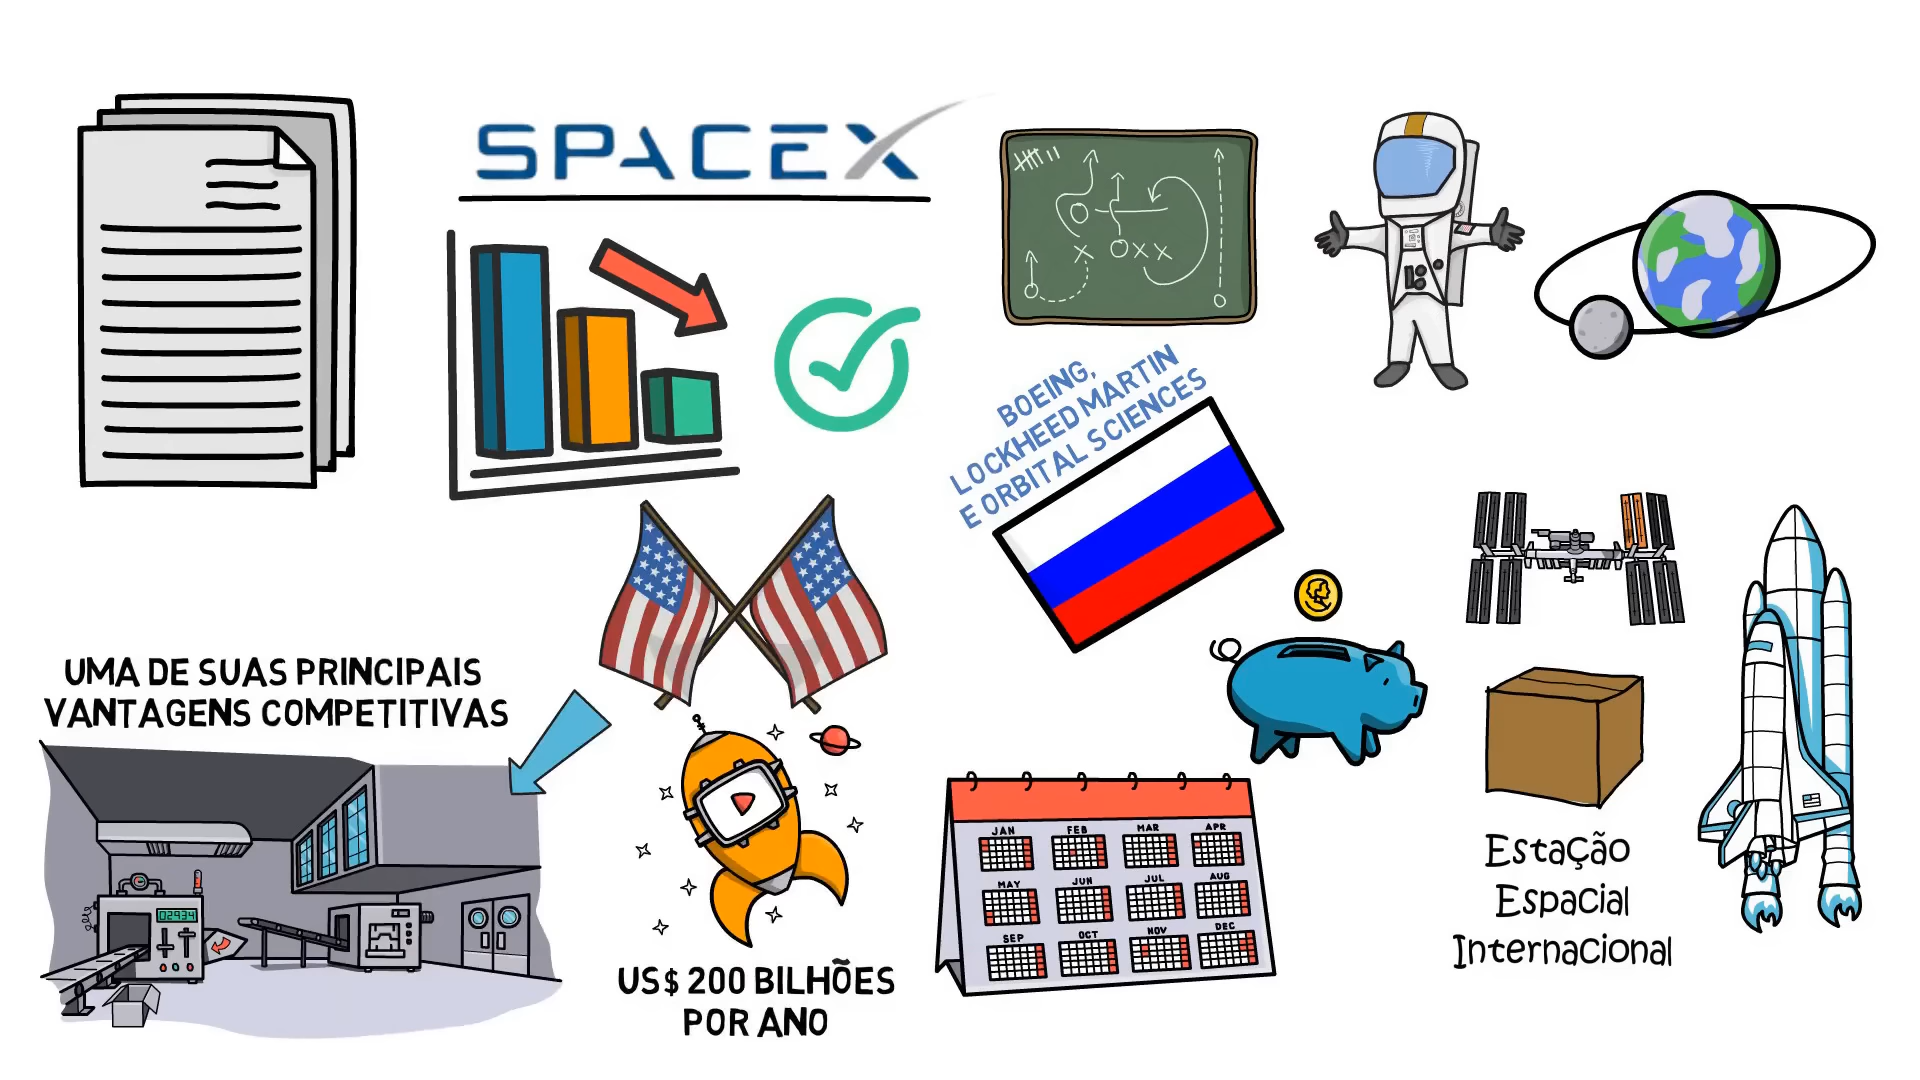 SPACEX
BOEING,
LOCKHEED MARTIN
E ORBITAL SCIENCES
UMA DE SUAS PRINCIPAIS
VANTAGENS COMPETITIVAS
02934
US$ 200 BILHÕES
POR ANO
JAN FEB MAR APR
MAY JUN JUL AUG
SEP OCT NOV DEC
Estação
Espacial
Internacional